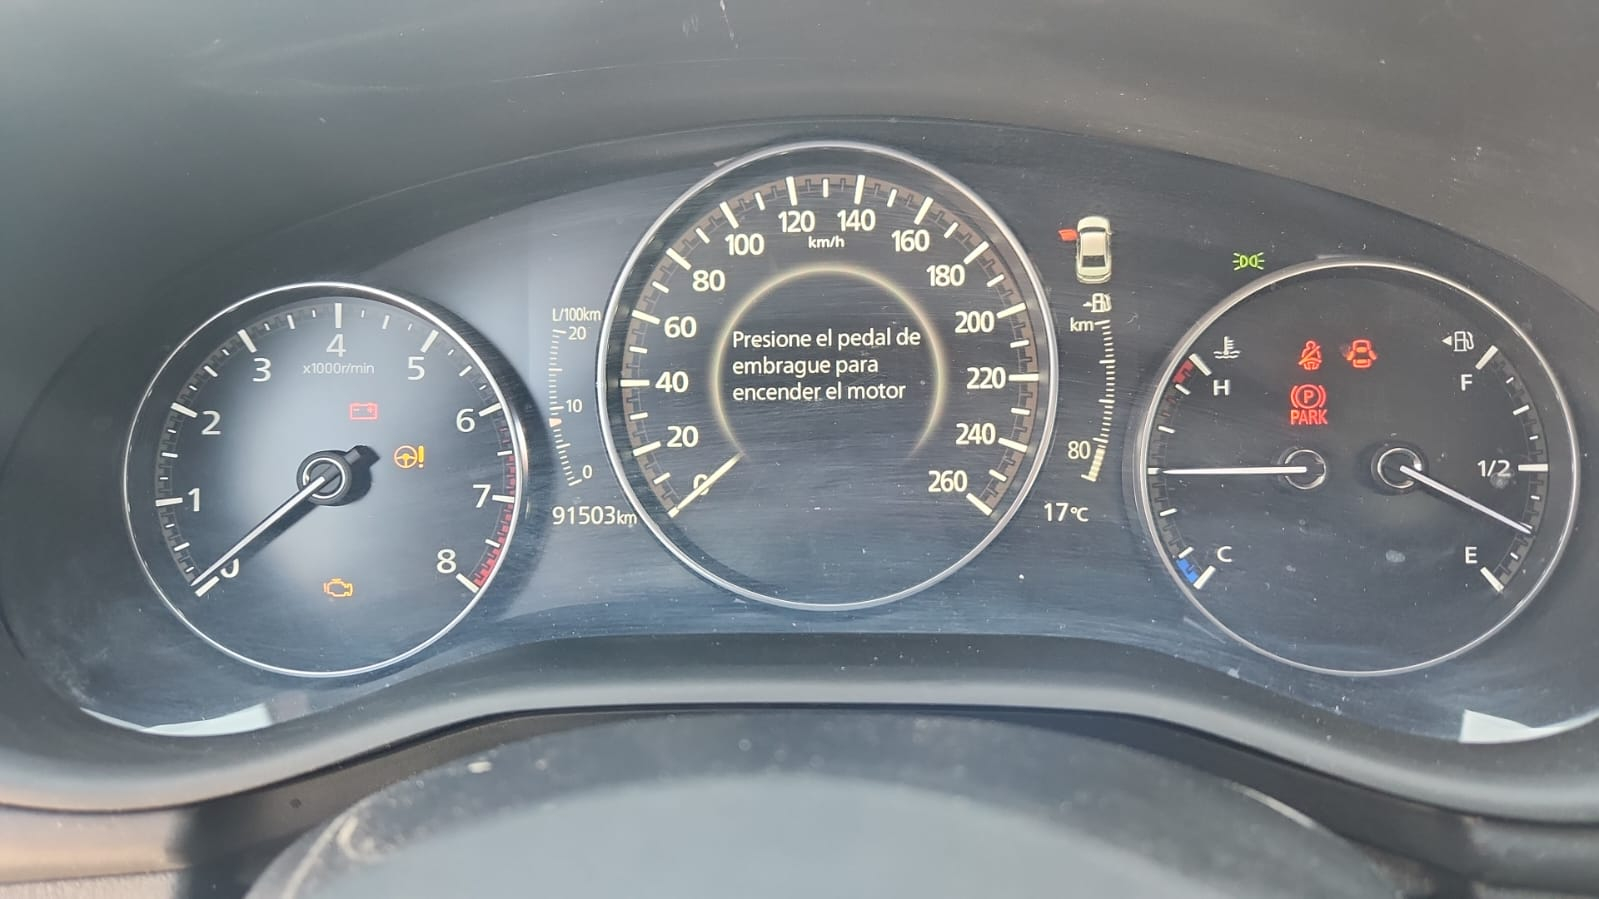 0
1
2
3
4
5
6
7
8
x1000r/min
L/100km
20
10
0
91503km
0
20
40
60
80
100
120
140
160
180
200
220
240
260
km/h
Presione el pedal de
embrague para
encender el motor
km
80
17°C
H
C
PARK
P
F
1/2
E